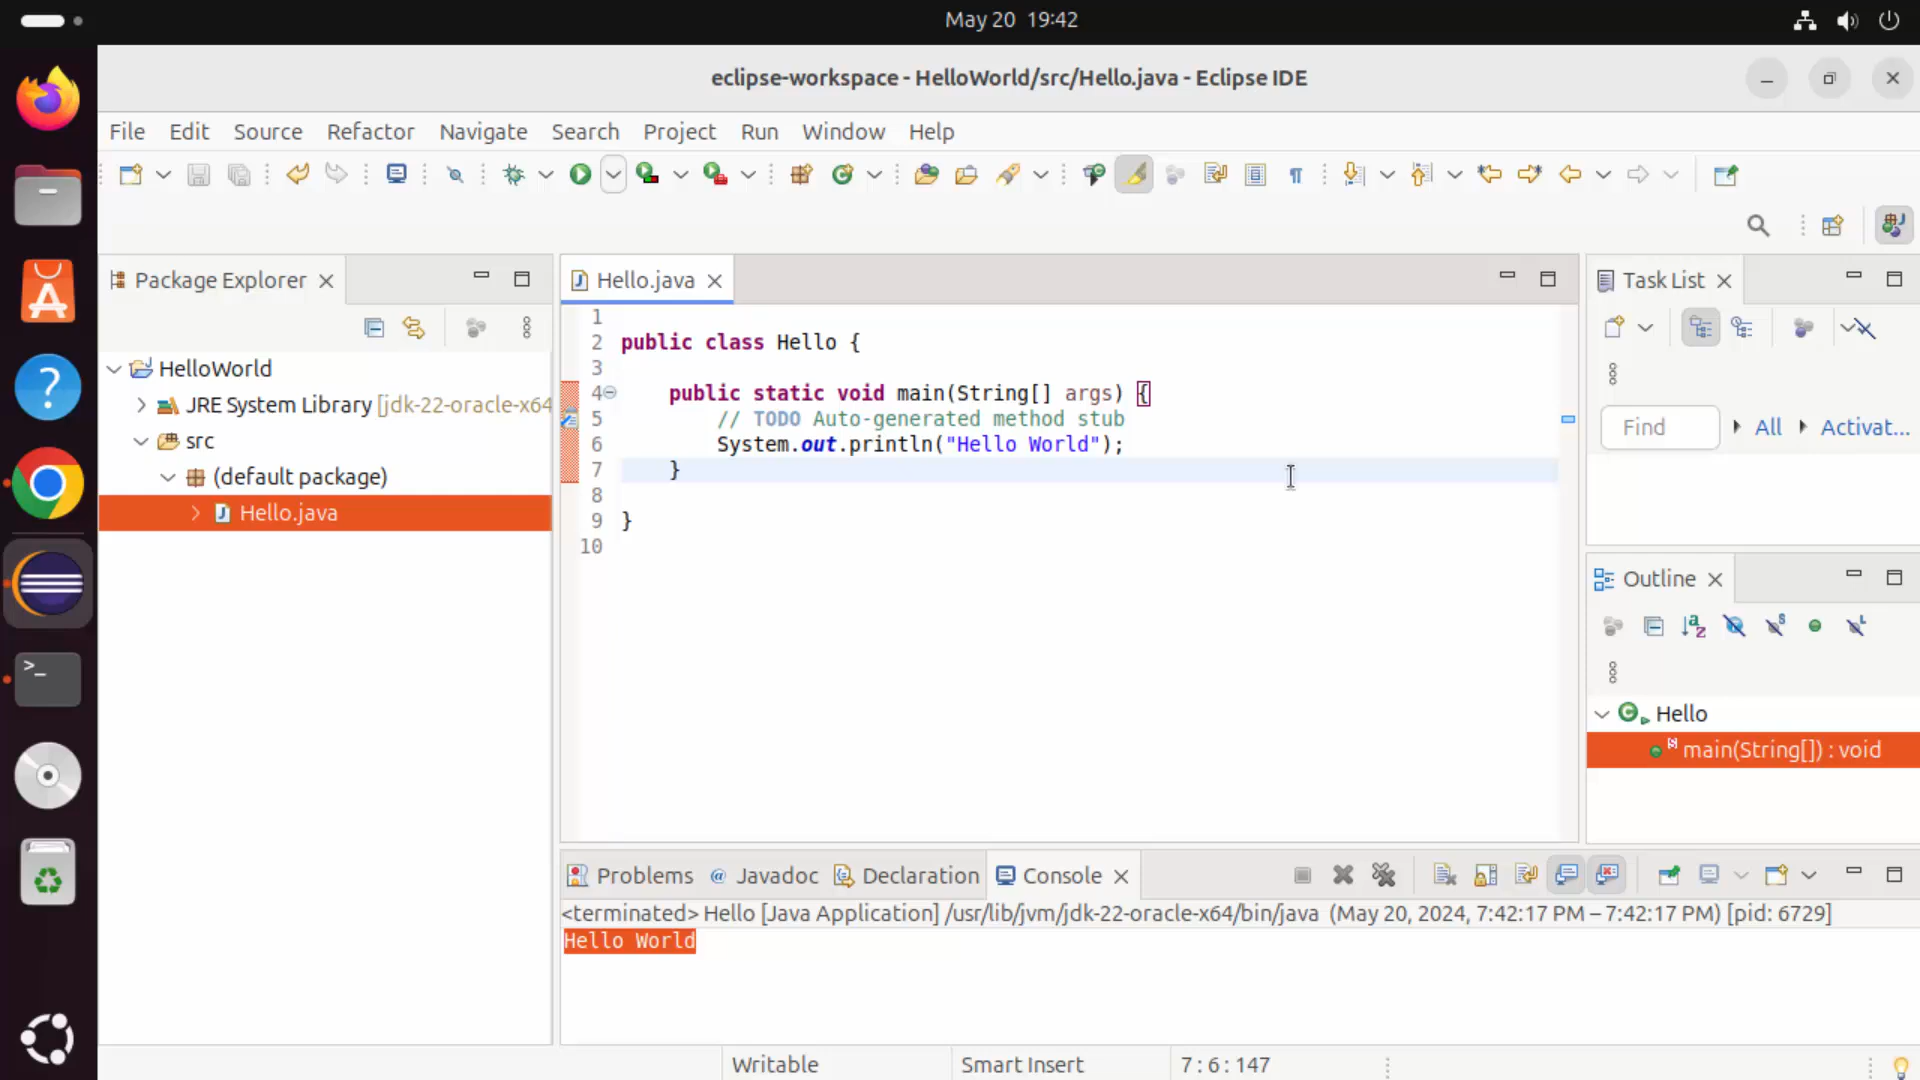 May 20 19:42
eclipse-workspace - HelloWorld/src/Hello.java - Eclipse IDE
File Edit Source Refactor Navigate Search Project Run Window Help
Package Explorer
Hello.java
Task List
HelloWorld
JRE System Library [jdk-22-oracle-x64
src
(default package)
Hello.java
1
2 public class Hello {
3
4 public static void main(String[] args) {
5 // TODO Auto-generated method stub
6 System.out.println("Hello World");
7 }
8
9 }
10
Find All Activat...
Outline
Hello
main(String[]) : void
Problems Javadoc Declaration Console
<terminated> Hello [Java Application] /usr/lib/jvm/jdk-22-oracle-x64/bin/java (May 20, 2024, 7:42:17 PM – 7:42:17 PM) [pid: 6729]
Hello World
Writable Smart Insert 7 : 6 : 147